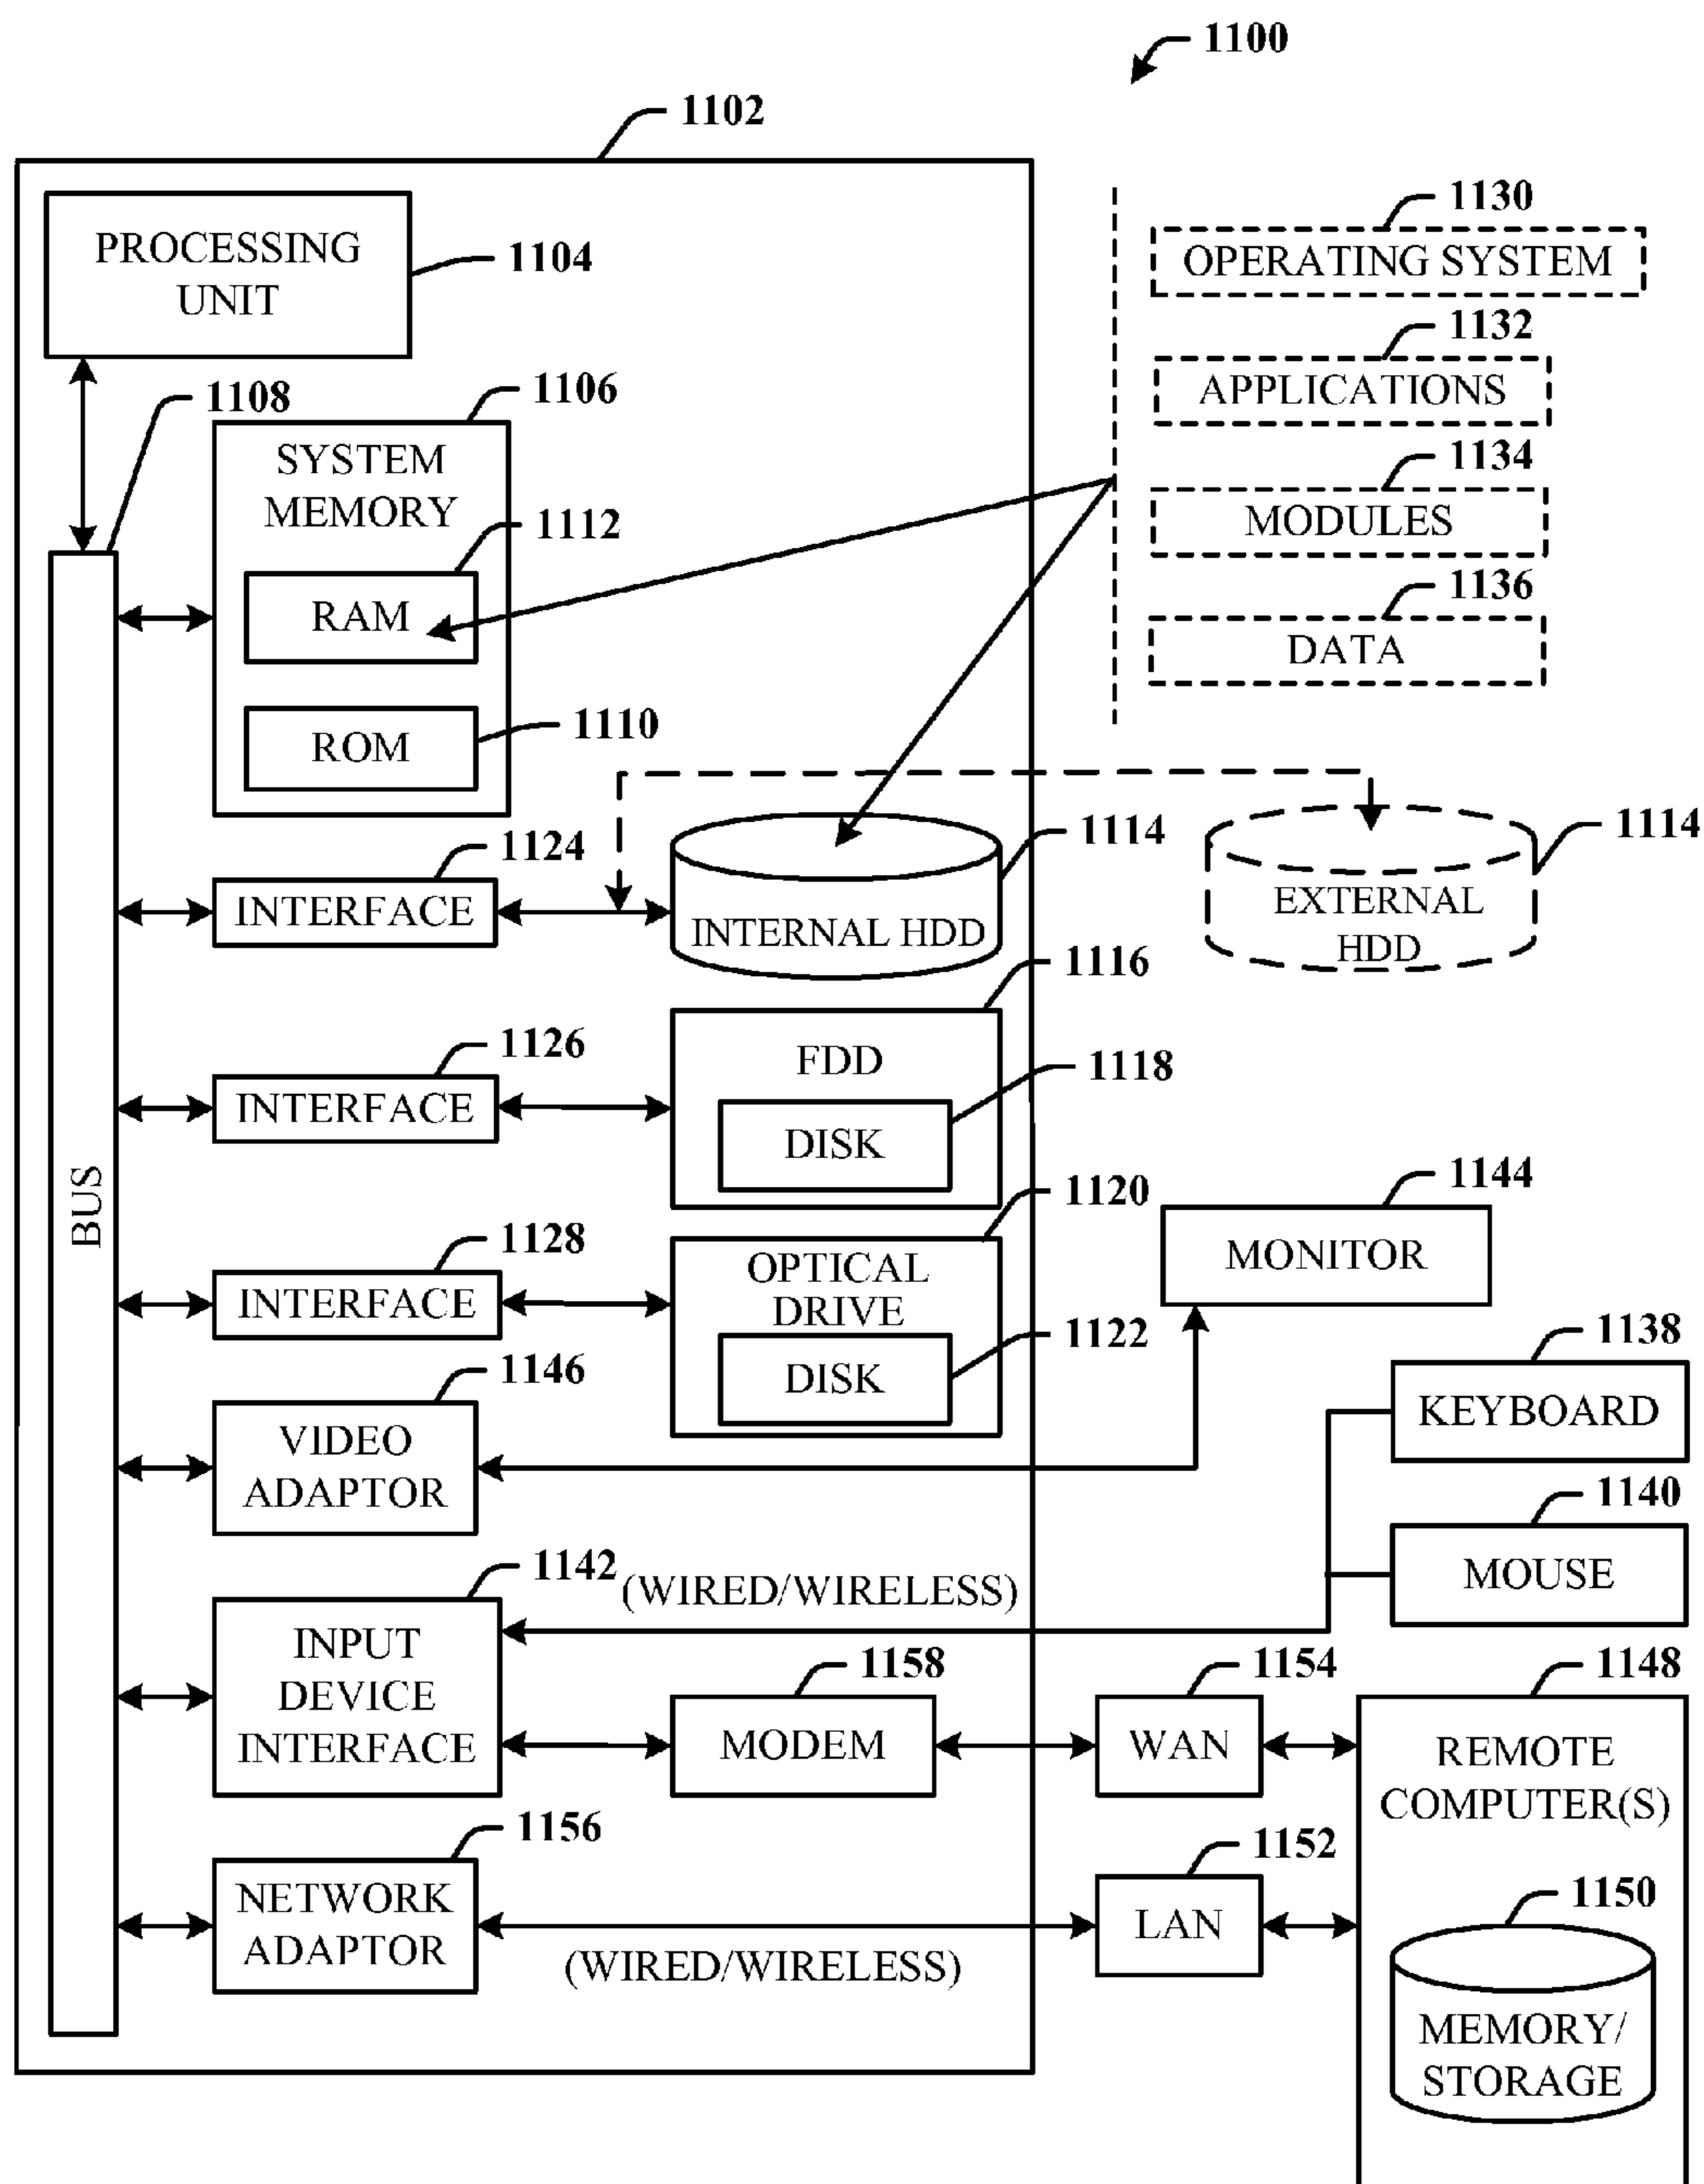 1100
1102
PROCESSING
UNIT
1104
1130
OPERATING SYSTEM
1132
APPLICATIONS
1134
MODULES
1136
DATA
1108
1106
SYSTEM
MEMORY
1112
RAM
1110
ROM
BUS
1124
INTERFACE
INTERNAL HDD
1114
EXTERNAL
HDD
1114
1126
INTERFACE
1116
FDD
1118
DISK
1128
INTERFACE
1120
OPTICAL
DRIVE
1122
DISK
1144
MONITOR
1146
VIDEO
ADAPTOR
1138
KEYBOARD
1140
MOUSE
1142
(WIRED/WIRELESS)
INPUT
DEVICE
INTERFACE
1158
MODEM
1154
WAN
1148
REMOTE
COMPUTER(S)
1156
NETWORK
ADAPTOR
(WIRED/WIRELESS)
1152
LAN
1150
MEMORY/
STORAGE